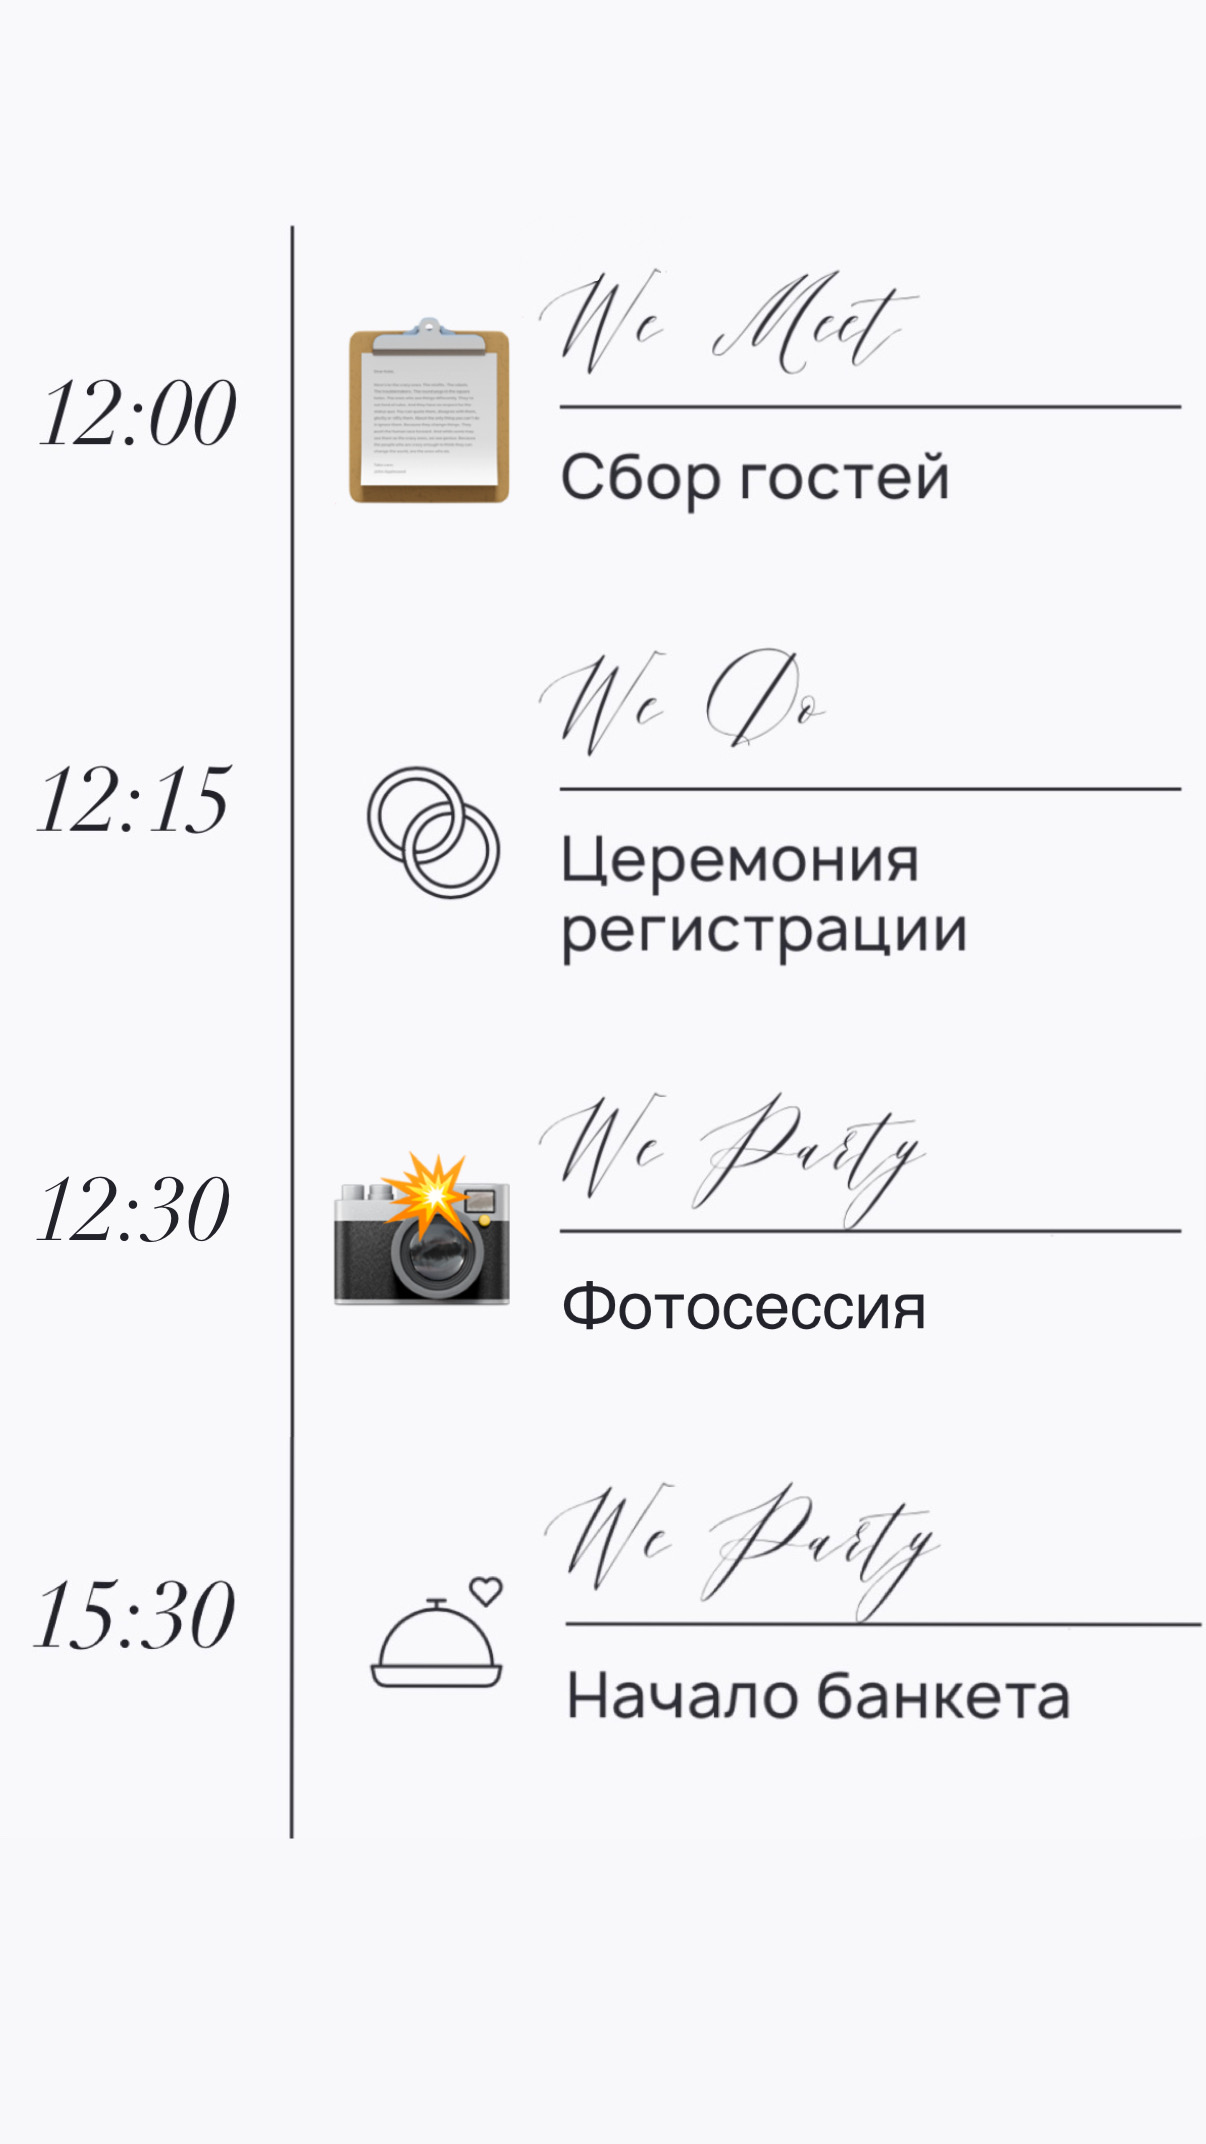 We Meet
12:00
Сбор гостей
We Do
12:15
Церемония
регистрации
We Party
12:30
Фотосессия
We Party
15:30
Начало банкета